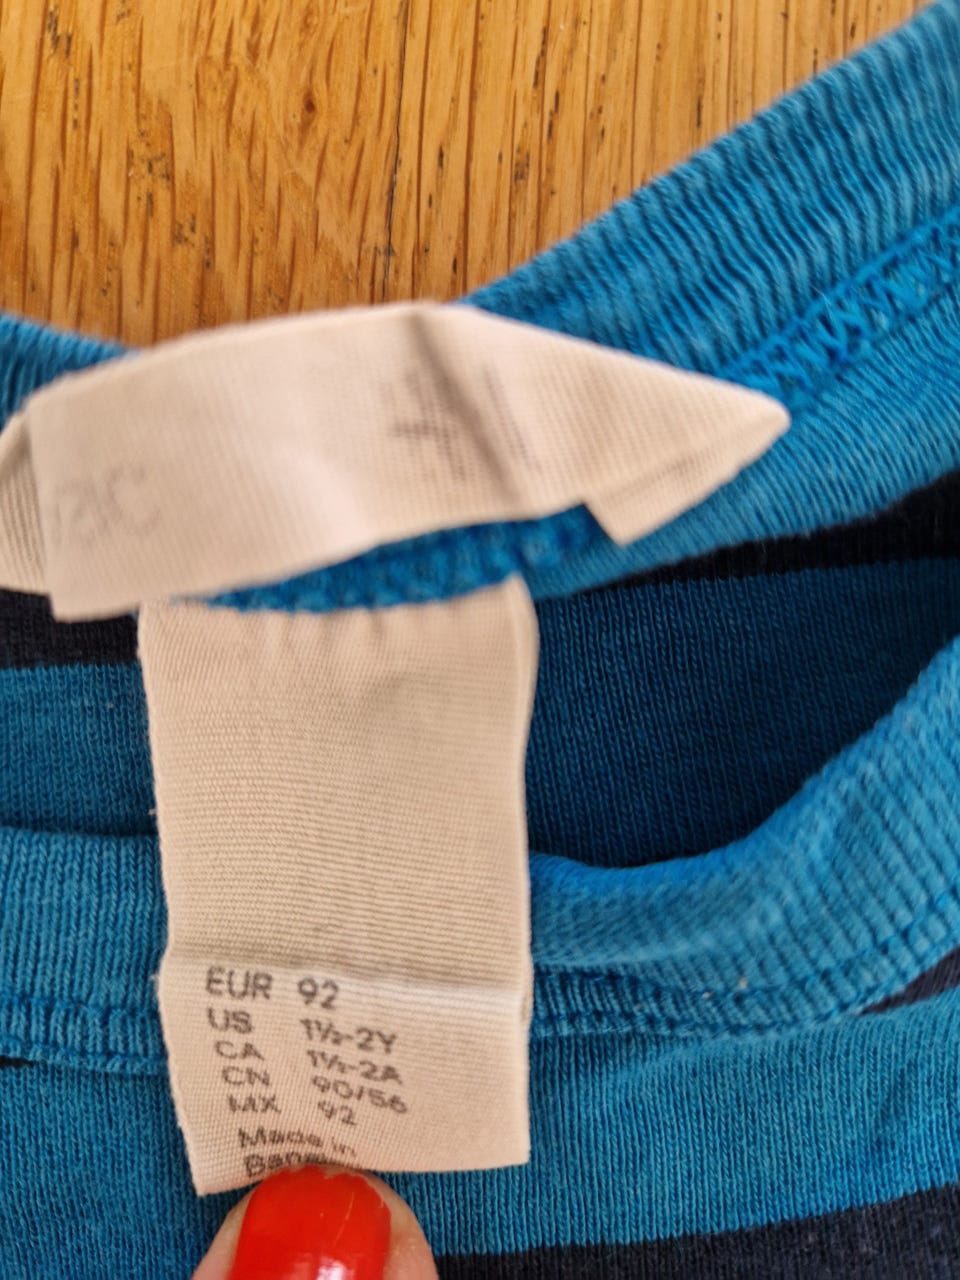 EUR 92
US 1½-2Y
CA 1½-2A
CN 90/56
MX 92
Made in